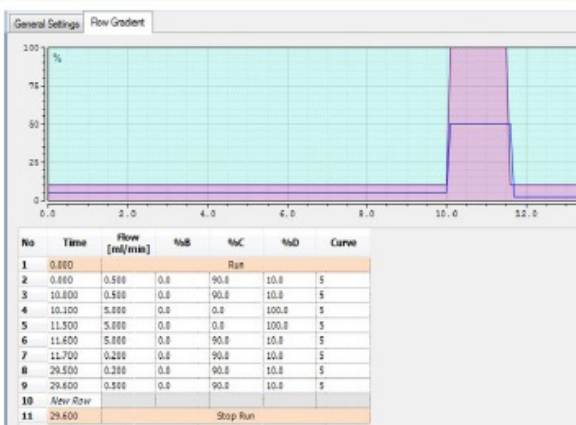 General Settings Flow Gradient
100
%
75
50
25
0
0.0 2.0 4.0 6.0 8.0 10.0 12.0
No Time Flow [ml/min] %B %C %D Curve
1 0.000 Run
2 0.000 0.500 0.0 90.0 10.0 5
3 10.000 0.500 0.0 90.0 10.0 5
4 10.100 5.000 0.0 0.0 100.0 5
5 11.500 5.000 0.0 0.0 100.0 5
6 11.600 5.000 0.0 90.0 10.0 5
7 11.700 0.200 0.0 90.0 10.0 5
8 29.500 0.200 0.0 90.0 10.0 5
9 29.600 0.500 0.0 90.0 10.0 5
10 New Row
11 29.600 Stop Run